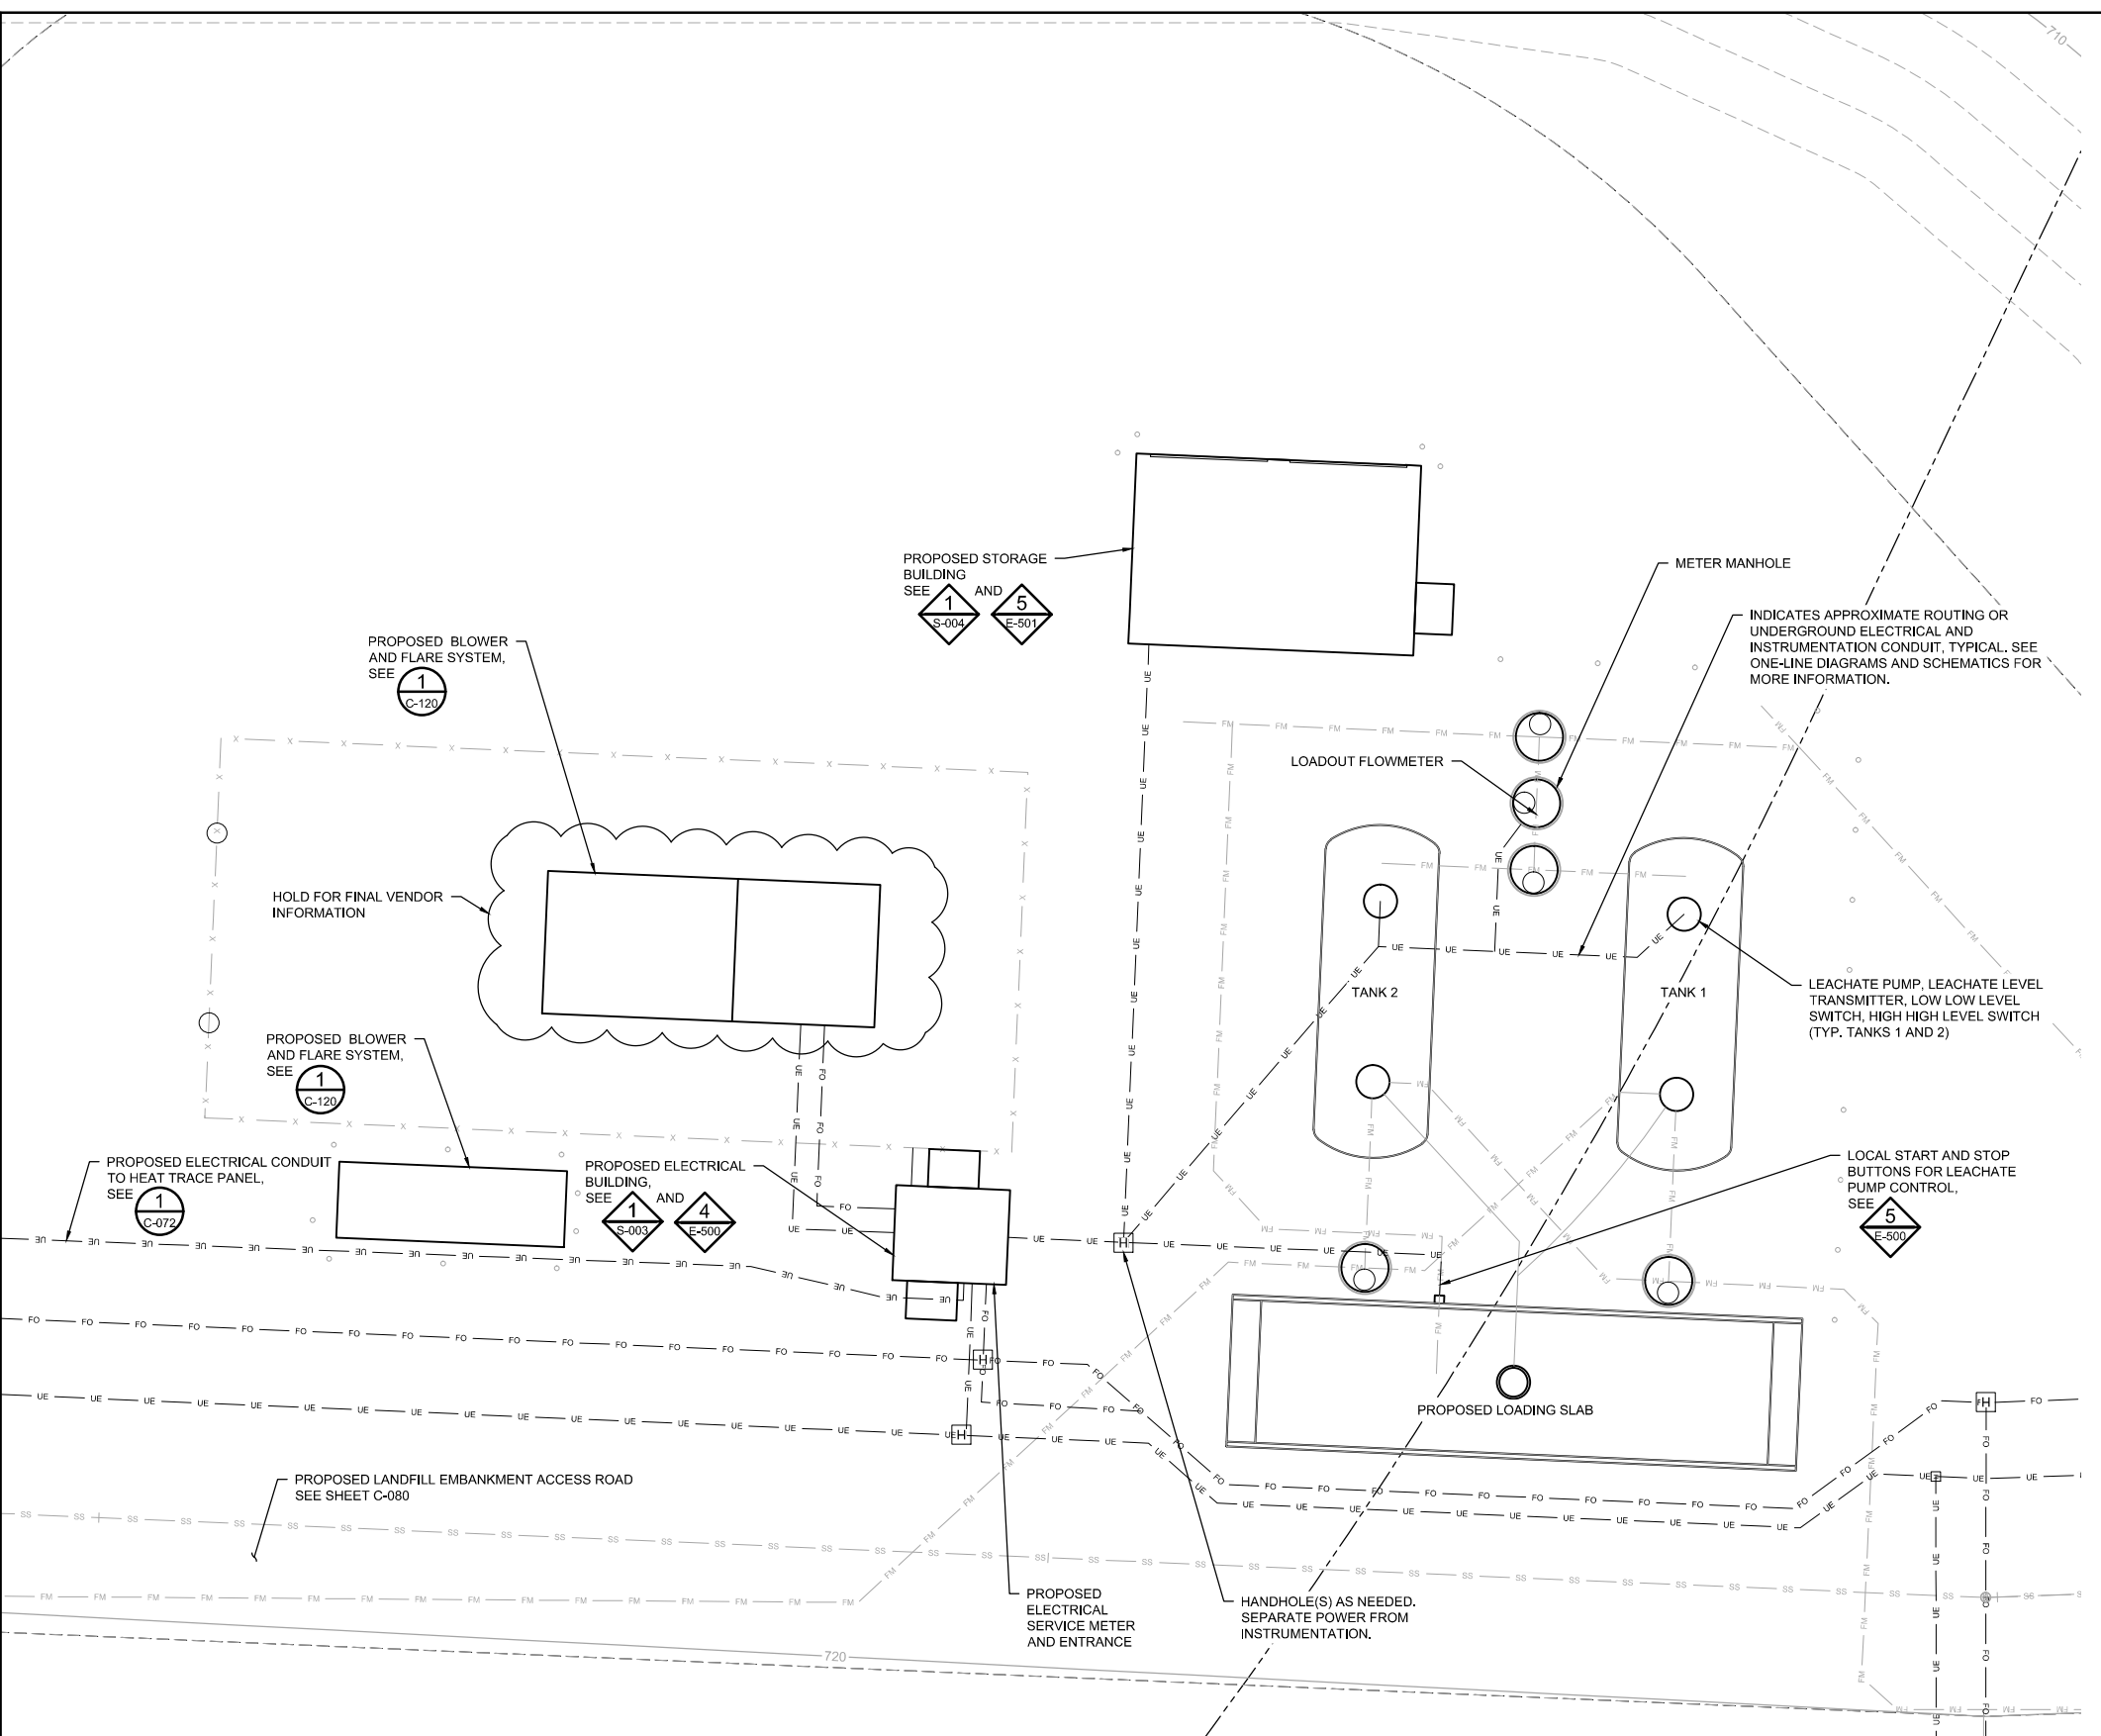 710
PROPOSED STORAGE
BUILDING
SEE 1 S-004 AND 5 E-501
METER MANHOLE
INDICATES APPROXIMATE ROUTING OR
UNDERGROUND ELECTRICAL AND
INSTRUMENTATION CONDUIT, TYPICAL. SEE
ONE-LINE DIAGRAMS AND SCHEMATICS FOR
MORE INFORMATION.
PROPOSED BLOWER
AND FLARE SYSTEM,
SEE 1 C-120
LOADOUT FLOWMETER
HOLD FOR FINAL VENDOR
INFORMATION
TANK 2
TANK 1
LEACHATE PUMP, LEACHATE LEVEL
TRANSMITTER, LOW LOW LEVEL
SWITCH, HIGH HIGH LEVEL SWITCH
(TYP. TANKS 1 AND 2)
PROPOSED BLOWER
AND FLARE SYSTEM,
SEE 1 C-120
PROPOSED ELECTRICAL CONDUIT
TO HEAT TRACE PANEL,
SEE 1 C-072
PROPOSED ELECTRICAL
BUILDING,
SEE 1 S-003 AND 4 E-500
LOCAL START AND STOP
BUTTONS FOR LEACHATE
PUMP CONTROL,
SEE 5 E-500
X
UE
FO
FM
SS
H
PROPOSED LOADING SLAB
PROPOSED LANDFILL EMBANKMENT ACCESS ROAD
SEE SHEET C-080
PROPOSED
ELECTRICAL
SERVICE METER
AND ENTRANCE
HANDHOLE(S) AS NEEDED.
SEPARATE POWER FROM
INSTRUMENTATION.
720